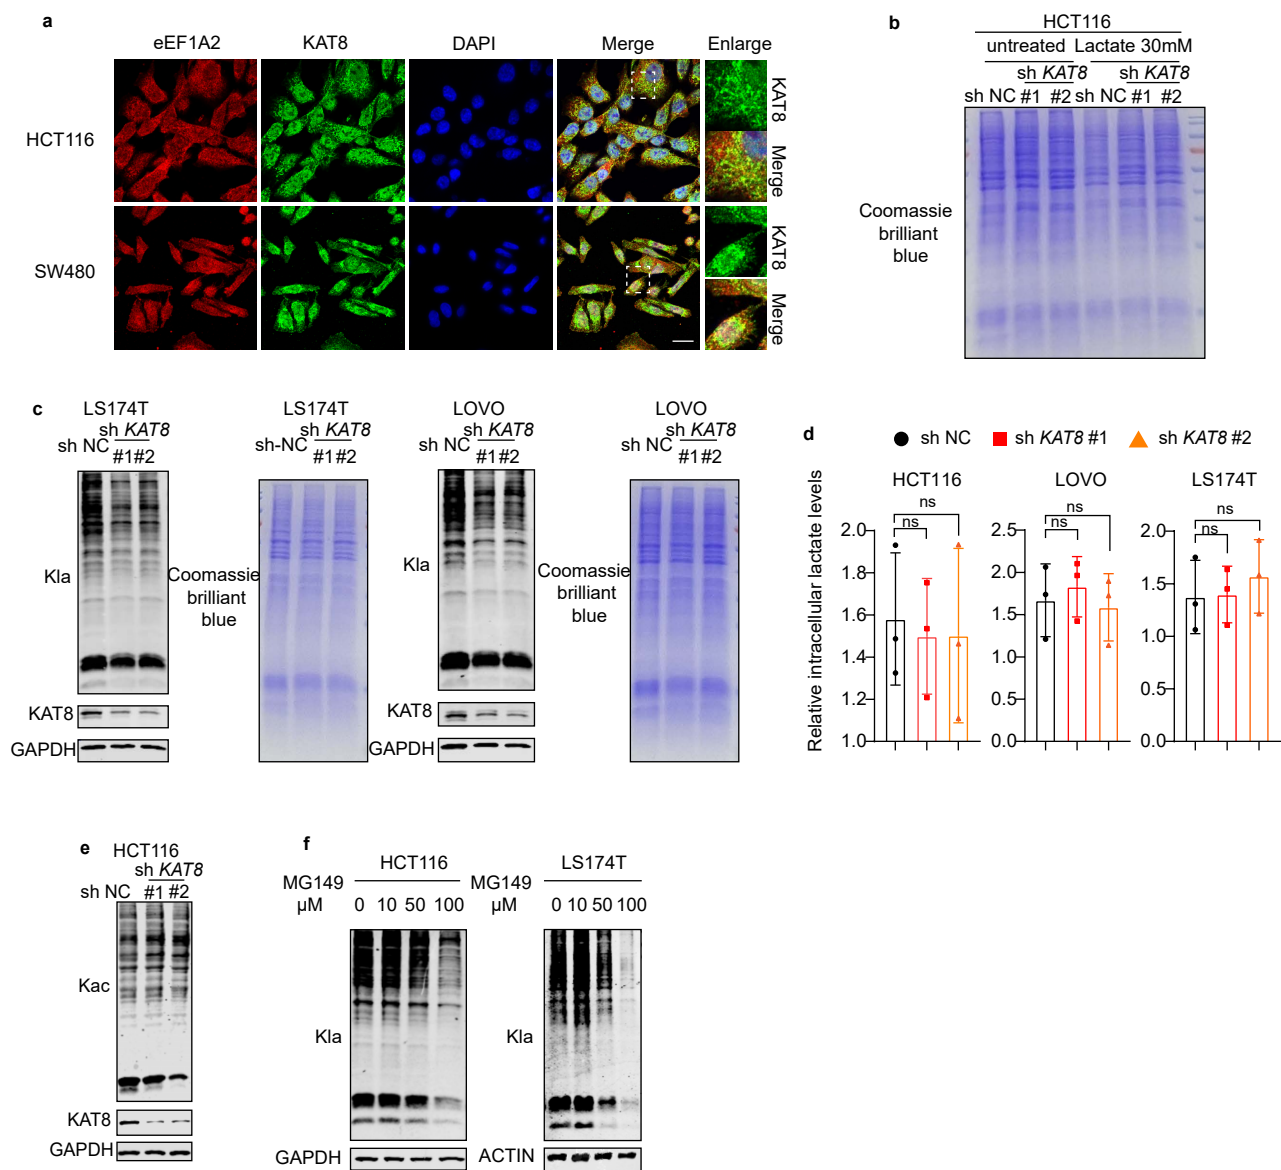 a
eEF1A2 KAT8 DAPI Merge Enlarge
HCT116
KAT8
Merge
SW480
KAT8
Merge
b
HCT116
untreated Lactate 30mM
sh KAT8 sh KAT8
sh NC #1 #2 sh NC #1 #2
Coomassie
brilliant
blue
c
LS174T
sh KAT8
sh NC
#1 #2
Kla
KAT8
GAPDH
LS174T
sh KAT8
sh-NC
#1 #2
Coomassie
brilliant
blue
LOVO
sh KAT8
sh NC
#1 #2
Kla
KAT8
GAPDH
LOVO
sh KAT8
sh NC
#1 #2
Coomassie
brilliant
blue
d
sh NC sh KAT8 #1 sh KAT8 #2
Relative intracellular lactate levels
HCT116
ns
ns
2.0
1.8
1.6
1.4
1.2
1.0
LOVO
ns
ns
2.5
2.0
1.5
1.0
0.5
0.0
LS174T
ns
ns
2.0
1.5
1.0
0.5
0.0
e
HCT116
sh KAT8
sh NC #1 #2
Kac
KAT8
GAPDH
f
HCT116
MG149
µM 0 10 50 100
Kla
GAPDH
LS174T
MG149
µM 0 10 50 100
Kla
ACTIN